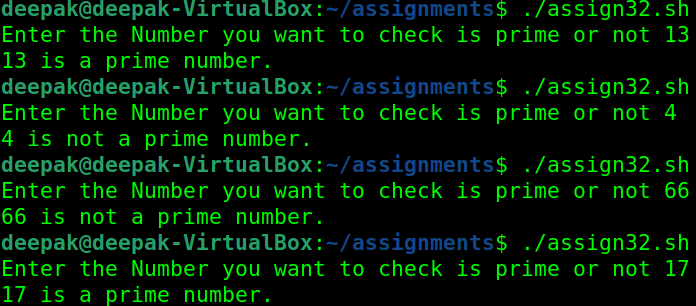 deepak@deepak-VirtualBox:~/assignments$ ./assign32.sh
Enter the Number you want to check is prime or not 13
13 is a prime number.
deepak@deepak-VirtualBox:~/assignments$ ./assign32.sh
Enter the Number you want to check is prime or not 4
4 is not a prime number.
deepak@deepak-VirtualBox:~/assignments$ ./assign32.sh
Enter the Number you want to check is prime or not 66
66 is not a prime number.
deepak@deepak-VirtualBox:~/assignments$ ./assign32.sh
Enter the Number you want to check is prime or not 17
17 is a prime number.